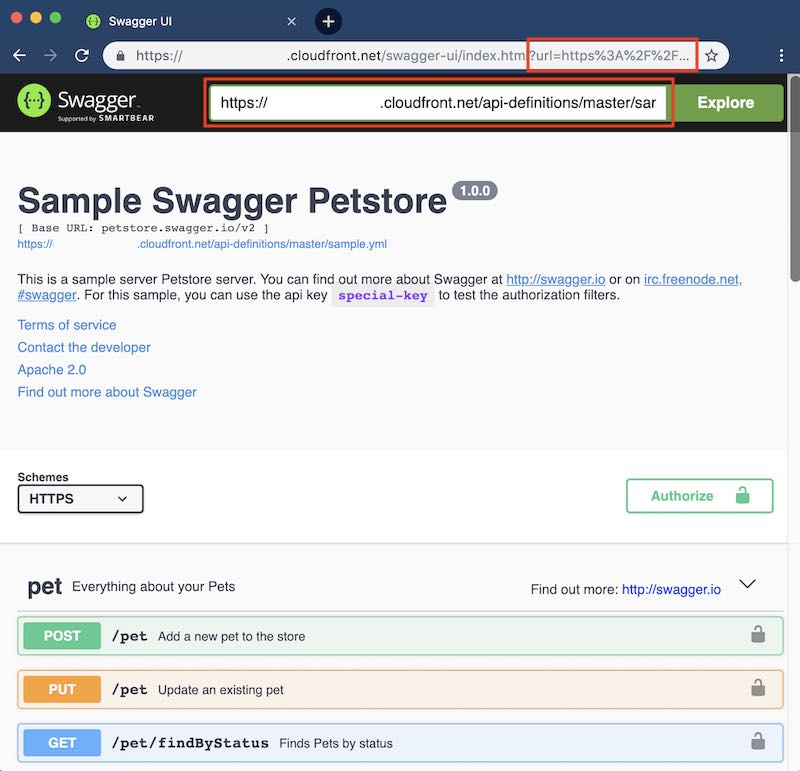 Swagger UI
https:// .cloudfront.net/swagger-ui/index.html?url=https%3A%2F%2F...
Swagger
Supported by SMARTBEAR
https:// .cloudfront.net/api-definitions/master/sar
Explore
Sample Swagger Petstore 1.0.0
[ Base URL: petstore.swagger.io/v2 ]
https:// .cloudfront.net/api-definitions/master/sample.yml
This is a sample server Petstore server. You can find out more about Swagger at http://swagger.io or on irc.freenode.net,
#swagger. For this sample, you can use the api key special-key to test the authorization filters.
Terms of service
Contact the developer
Apache 2.0
Find out more about Swagger
Schemes
HTTPS
Authorize
pet Everything about your Pets
Find out more: http://swagger.io
POST /pet Add a new pet to the store
PUT /pet Update an existing pet
GET /pet/findByStatus Finds Pets by status